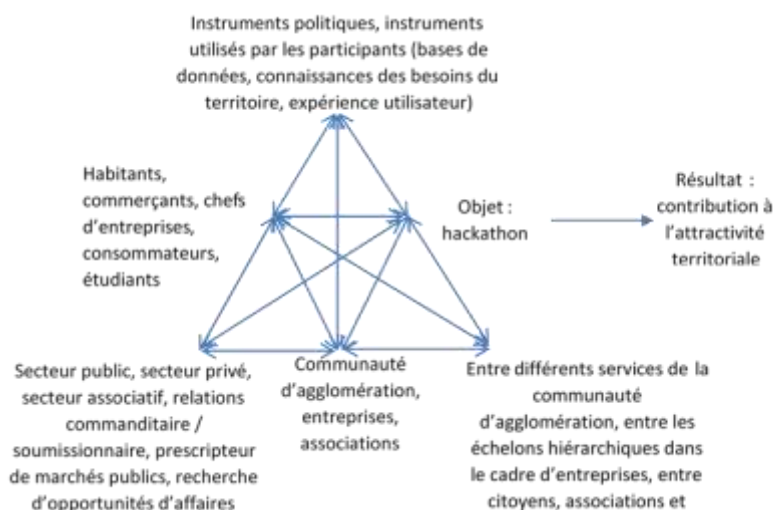 Instruments politiques, instruments
utilisés par les participants (bases de
données, connaissances des besoins du
territoire, expérience utilisateur)
Habitants,
commerçants, chefs
d'entreprises,
consommateurs,
étudiants
Objet :
hackathon
Résultat :
contribution à
l'attractivité
territoriale
Secteur public, secteur privé,
secteur associatif, relations
commanditaire /
soumissionnaire, prescripteur
de marchés publics, recherche
d'opportunités d'affaires
Communauté
d'agglomération,
entreprises,
associations
Entre différents services de la
communauté
d'agglomération, entre les
échelons hiérarchiques dans
le cadre d'entreprises, entre
citoyens, associations et